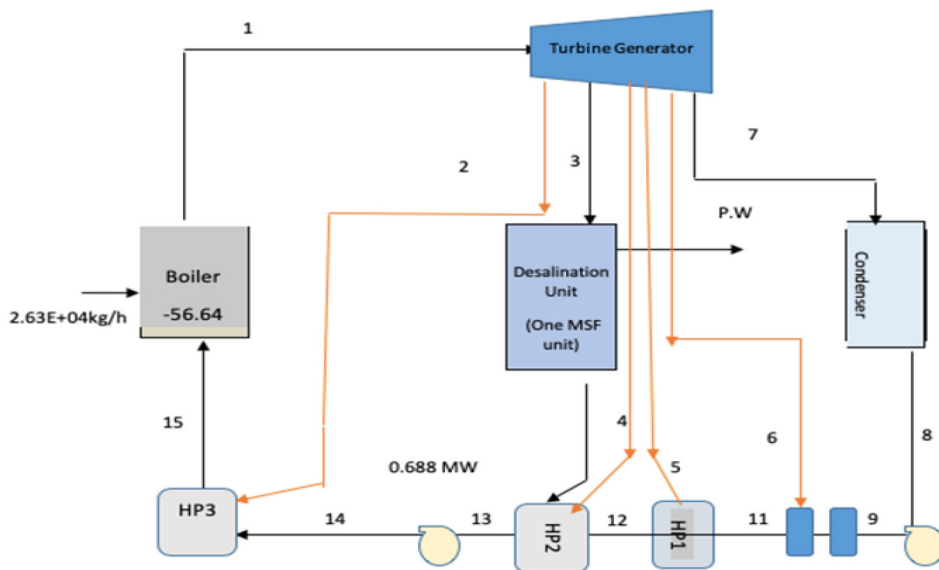 1
Turbine Generator
2
3
7
P.W
Boiler
-56.64
2.63E+04kg/h
Desalination
Unit
(One MSF
unit)
Condenser
15
4
6
8
0.688 MW
5
HP3
14
13
HP2
12
HP1
11
9